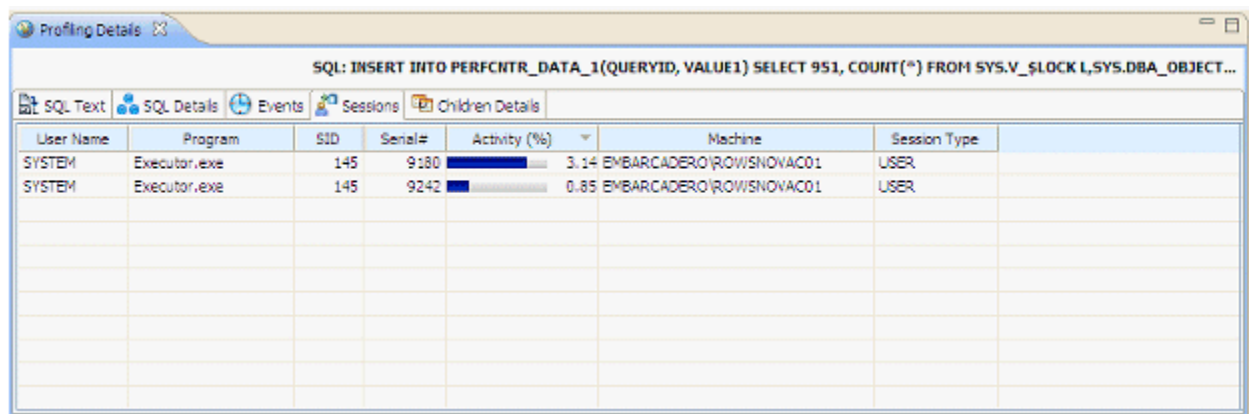 Profiling Details
SQL: INSERT INTO PERFCNTR_DATA_1(QUERYID, VALUE1) SELECT 951, COUNT(*) FROM SYS.V_$LOCK L,SYS.DBA_OBJECT...
SQL Text SQL Details Events Sessions Children Details
User Name Program SID Serial# Activity (%) Machine Session Type
SYSTEM Executor.exe 145 9180 3.14 EMBARCADERO\ROWSNOVAC01 USER
SYSTEM Executor.exe 145 9242 0.85 EMBARCADERO\ROWSNOVAC01 USER